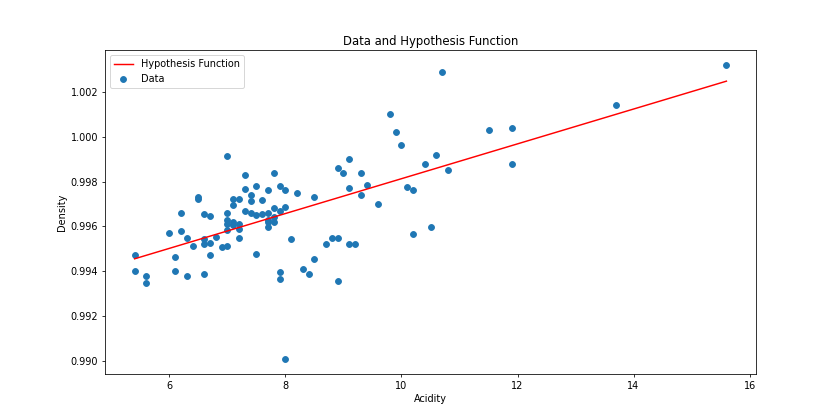 Data and Hypothesis Function
Hypothesis Function
Data
1.002
1.000
0.998
0.996
0.994
0.992
0.990
Density
6
8
10
12
14
16
Acidity